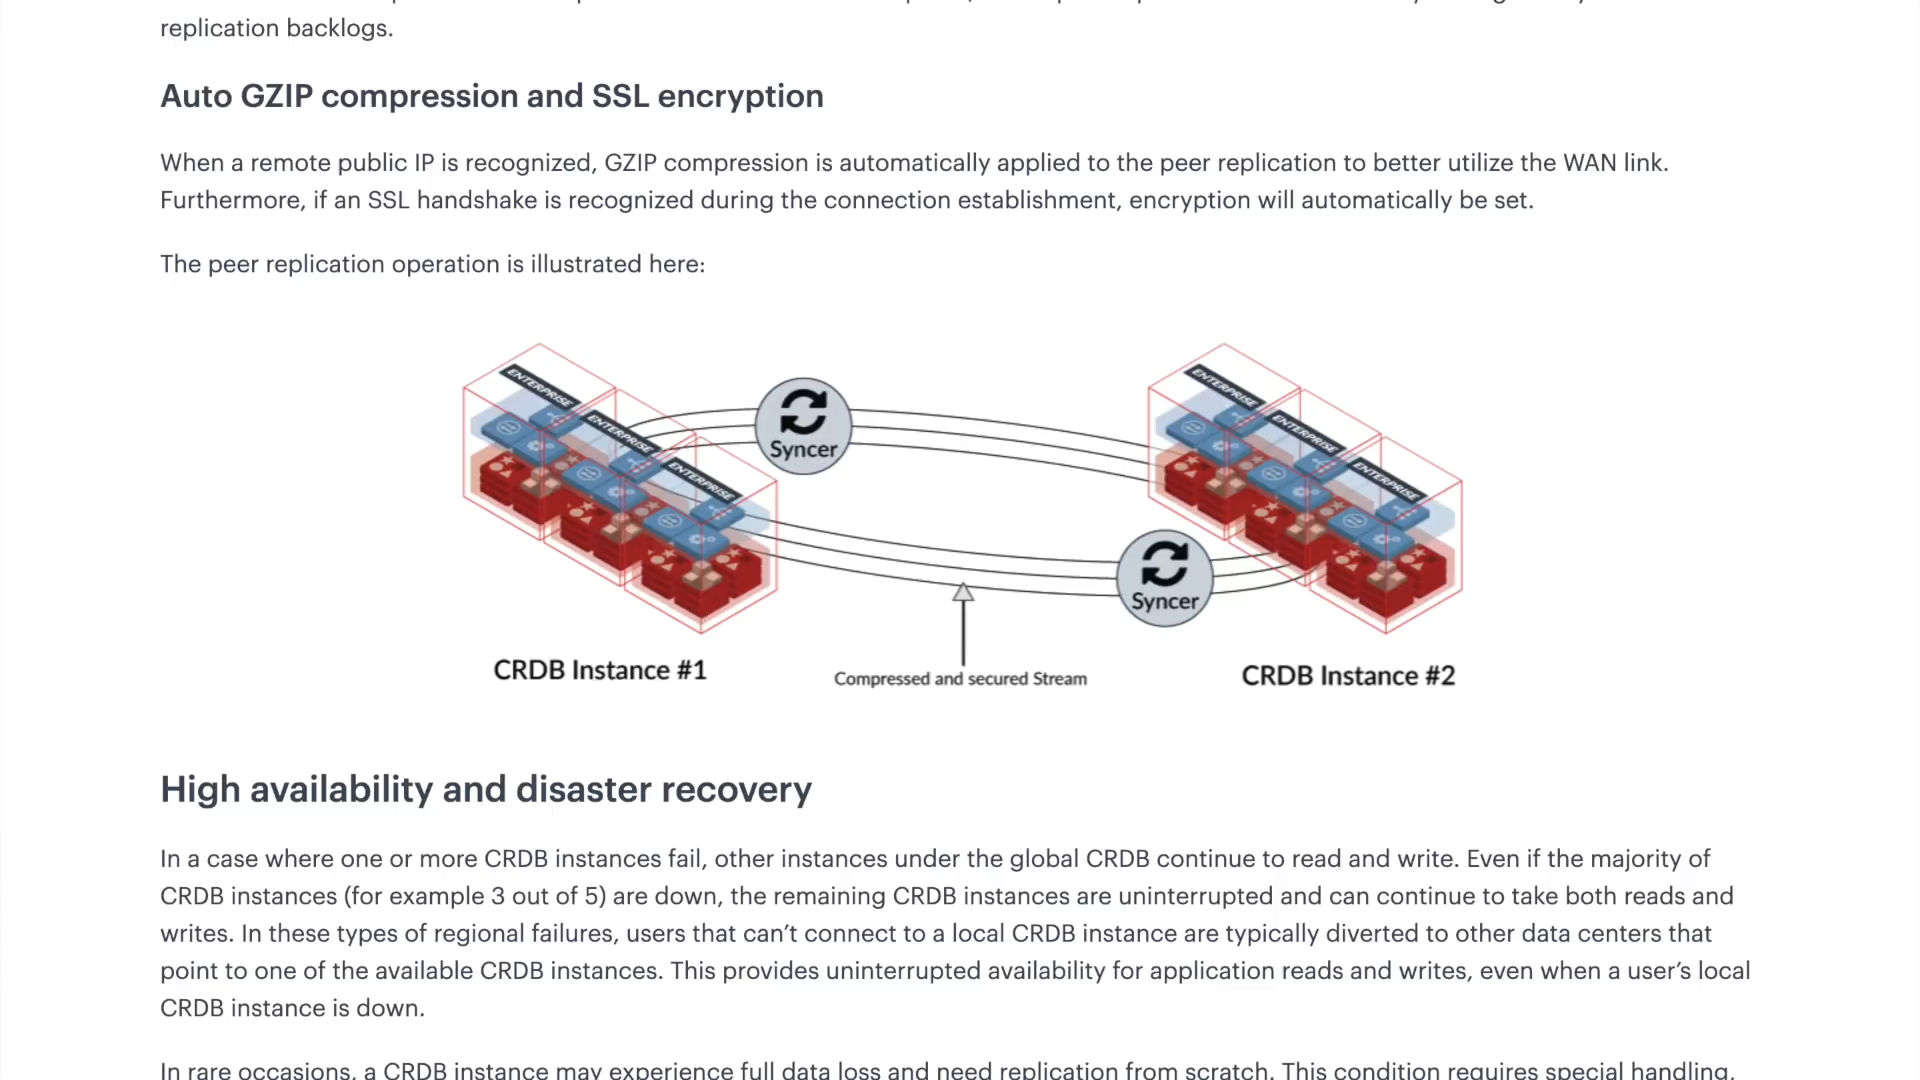 replication backlogs.
Auto GZIP compression and SSL encryption
When a remote public IP is recognized, GZIP compression is automatically applied to the peer replication to better utilize the WAN link.
Furthermore, if an SSL handshake is recognized during the connection establishment, encryption will automatically be set.
The peer replication operation is illustrated here:
ENTERPRISE
ENTERPRISE
ENTERPRISE
Syncer
ENTERPRISE
ENTERPRISE
ENTERPRISE
Syncer
CRDB Instance #1
Compressed and secured Stream
CRDB Instance #2
High availability and disaster recovery
In a case where one or more CRDB instances fail, other instances under the global CRDB continue to read and write. Even if the majority of
CRDB instances (for example 3 out of 5) are down, the remaining CRDB instances are uninterrupted and can continue to take both reads and
writes. In these types of regional failures, users that can’t connect to a local CRDB instance are typically diverted to other data centers that
point to one of the available CRDB instances. This provides uninterrupted availability for application reads and writes, even when a user’s local
CRDB instance is down.
In rare occasions, a CRDB instance may experience full data loss and need replication from scratch. This condition requires special handling,